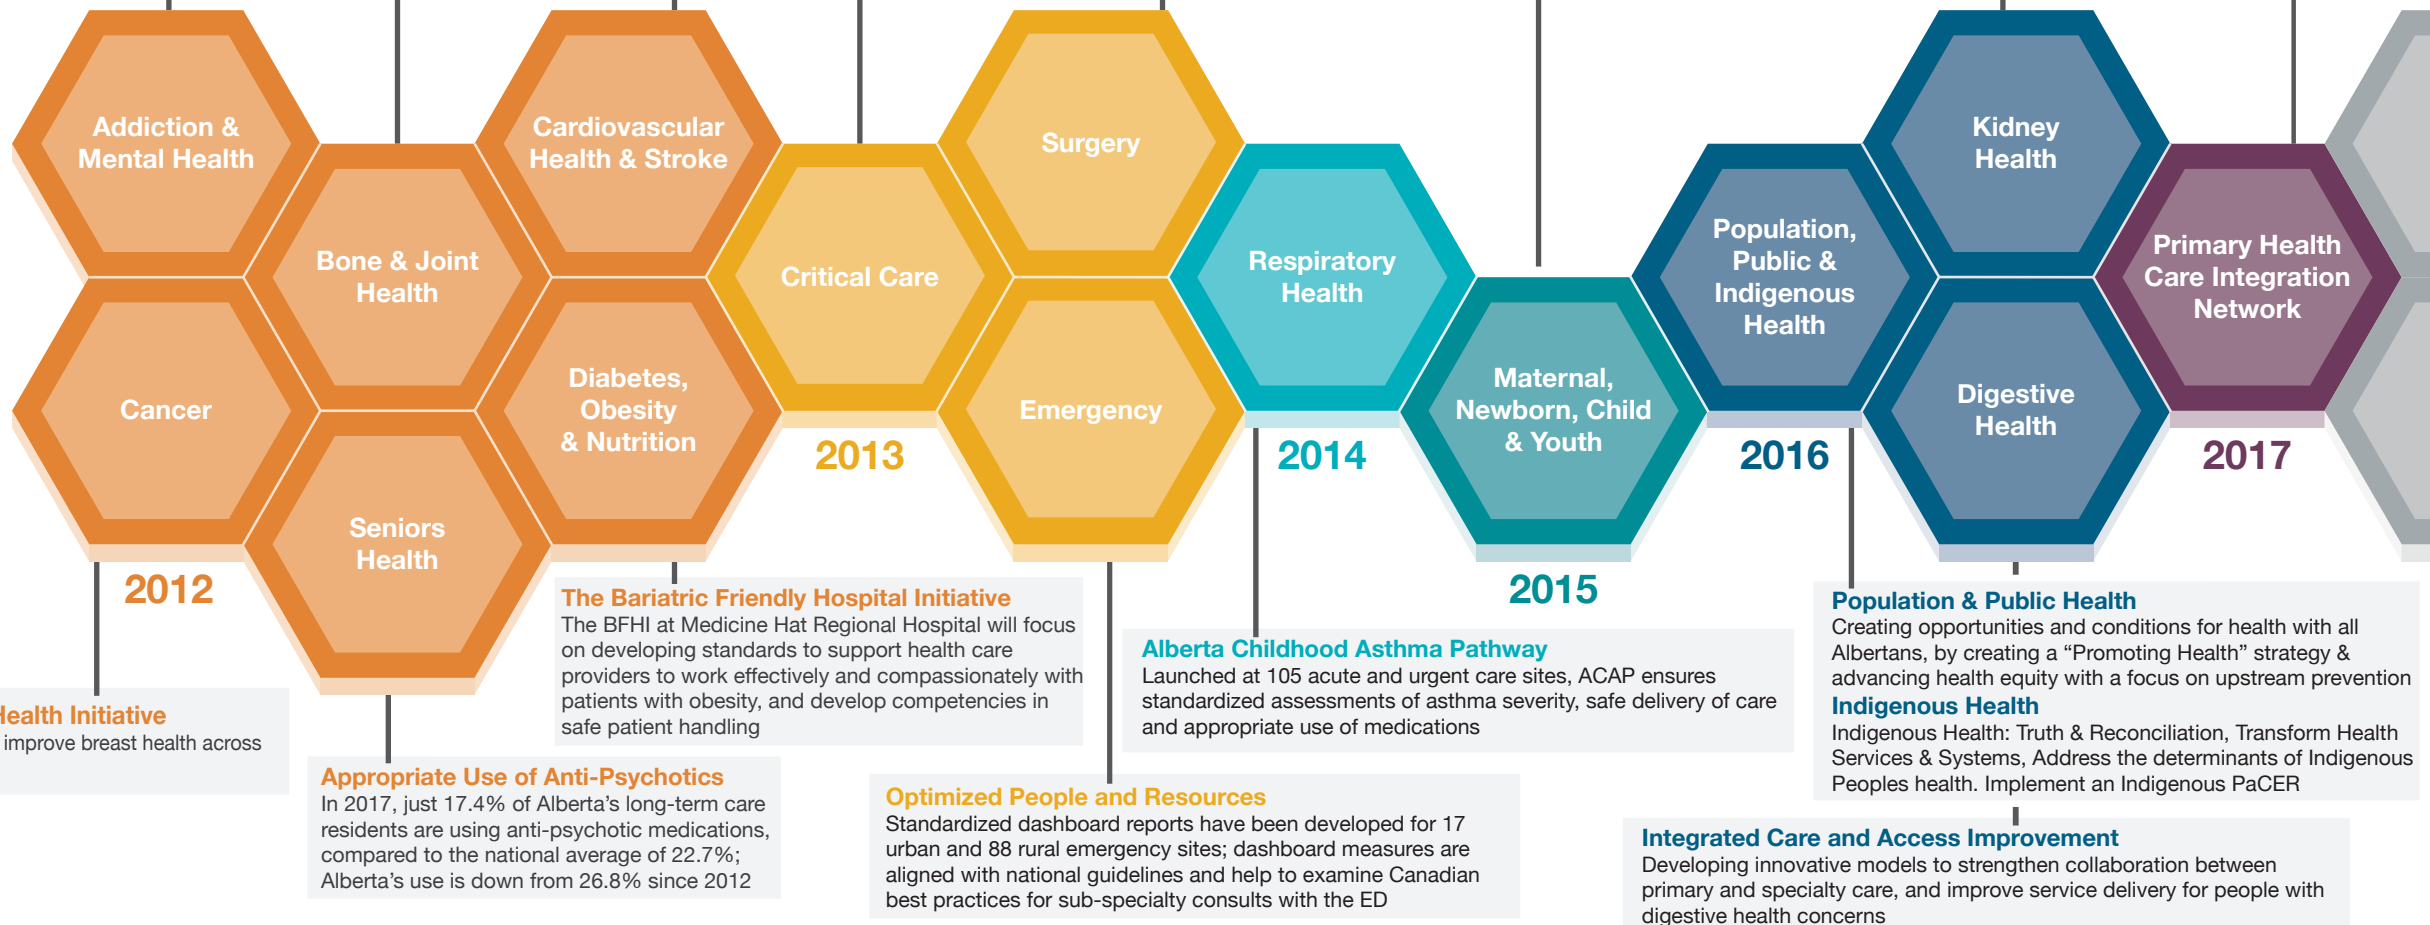 Addiction &
Mental Health
Cancer
2012
Bone & Joint
Health
Seniors
Health
Cardiovascular
Health & Stroke
Diabetes,
Obesity
& Nutrition
Critical Care
2013
Surgery
Emergency
Respiratory
Health
2014
Maternal,
Newborn, Child
& Youth
2015
Population,
Public &
Indigenous
Health
2016
Kidney
Health
Digestive
Health
Primary Health
Care Integration
Network
2017
Health Initiative
improve breast health across
Appropriate Use of Anti-Psychotics
In 2017, just 17.4% of Alberta’s long-term care
residents are using anti-psychotic medications,
compared to the national average of 22.7%;
Alberta’s use is down from 26.8% since 2012
The Bariatric Friendly Hospital Initiative
The BFHI at Medicine Hat Regional Hospital will focus
on developing standards to support health care
providers to work effectively and compassionately with
patients with obesity, and develop competencies in
safe patient handling
Optimized People and Resources
Standardized dashboard reports have been developed for 17
urban and 88 rural emergency sites; dashboard measures are
aligned with national guidelines and help to examine Canadian
best practices for sub-specialty consults with the ED
Alberta Childhood Asthma Pathway
Launched at 105 acute and urgent care sites, ACAP ensures
standardized assessments of asthma severity, safe delivery of care
and appropriate use of medications
Population & Public Health
Creating opportunities and conditions for health with all
Albertans, by creating a “Promoting Health” strategy &
advancing health equity with a focus on upstream prevention
Indigenous Health
Indigenous Health: Truth & Reconciliation, Transform Health
Services & Systems, Address the determinants of Indigenous
Peoples health. Implement an Indigenous PaCER
Integrated Care and Access Improvement
Developing innovative models to strengthen collaboration between
primary and specialty care, and improve service delivery for people with
digestive health concerns